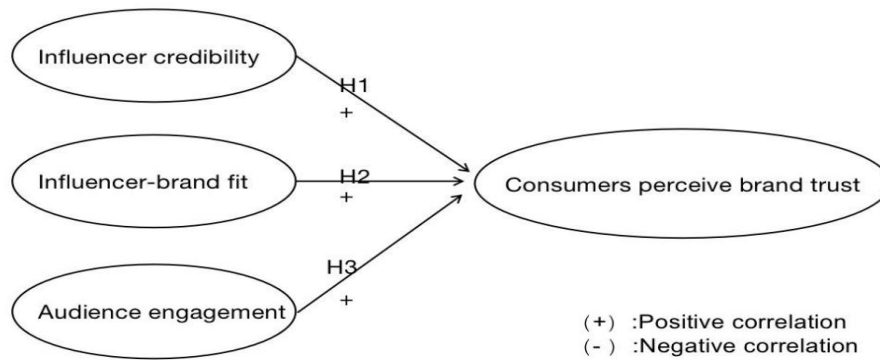 Influencer credibility
H1
+
Influencer-brand fit
H2
+
Consumers perceive brand trust
H3
+
Audience engagement
(+) :Positive correlation
(-) :Negative correlation